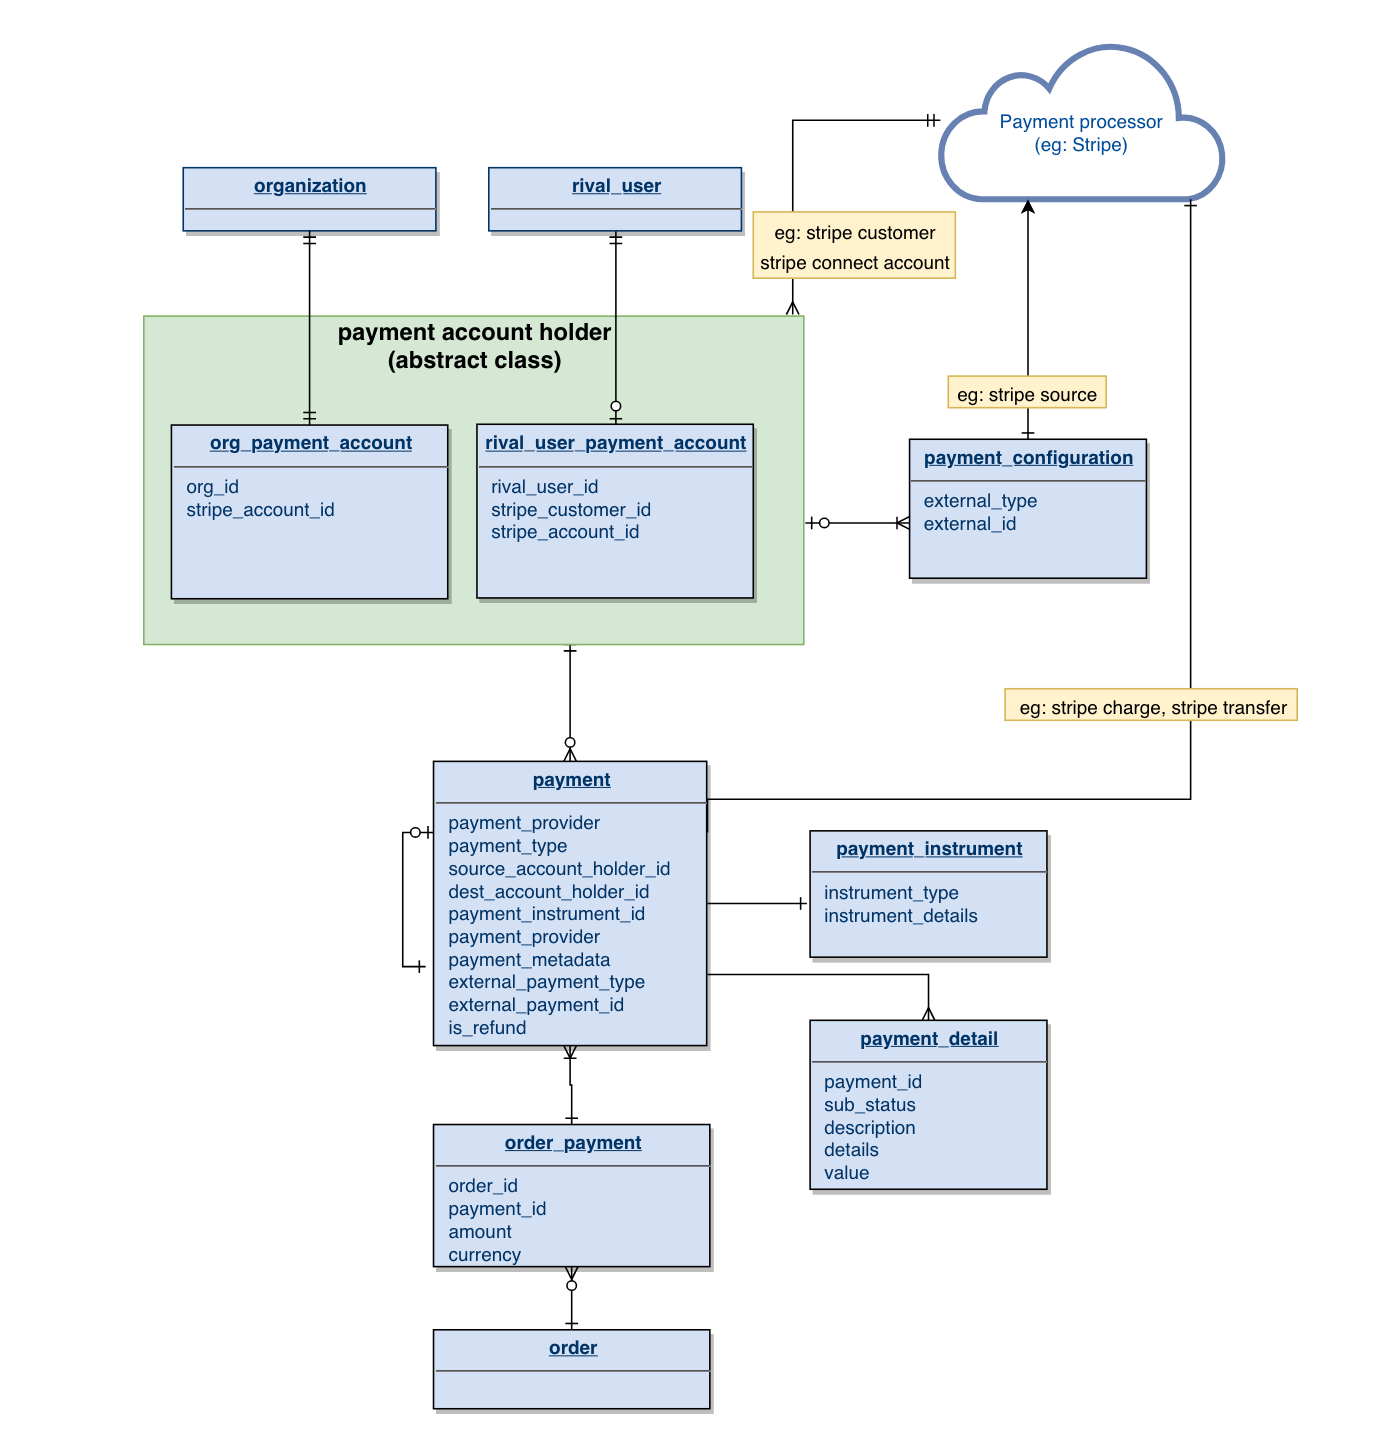 Payment processor
(eg: Stripe)
organization
rival_user
eg: stripe customer
stripe connect account
payment account holder
(abstract class)
eg: stripe source
org_payment_account
org_id
stripe_account_id
rival_user_payment_account
rival_user_id
stripe_customer_id
stripe_account_id
payment_configuration
external_type
external_id
eg: stripe charge, stripe transfer
payment
payment_provider
payment_type
source_account_holder_id
dest_account_holder_id
payment_instrument_id
payment_provider
payment_metadata
external_payment_type
external_payment_id
is_refund
payment_instrument
instrument_type
instrument_details
payment_detail
payment_id
sub_status
description
details
value
order_payment
order_id
payment_id
amount
currency
order